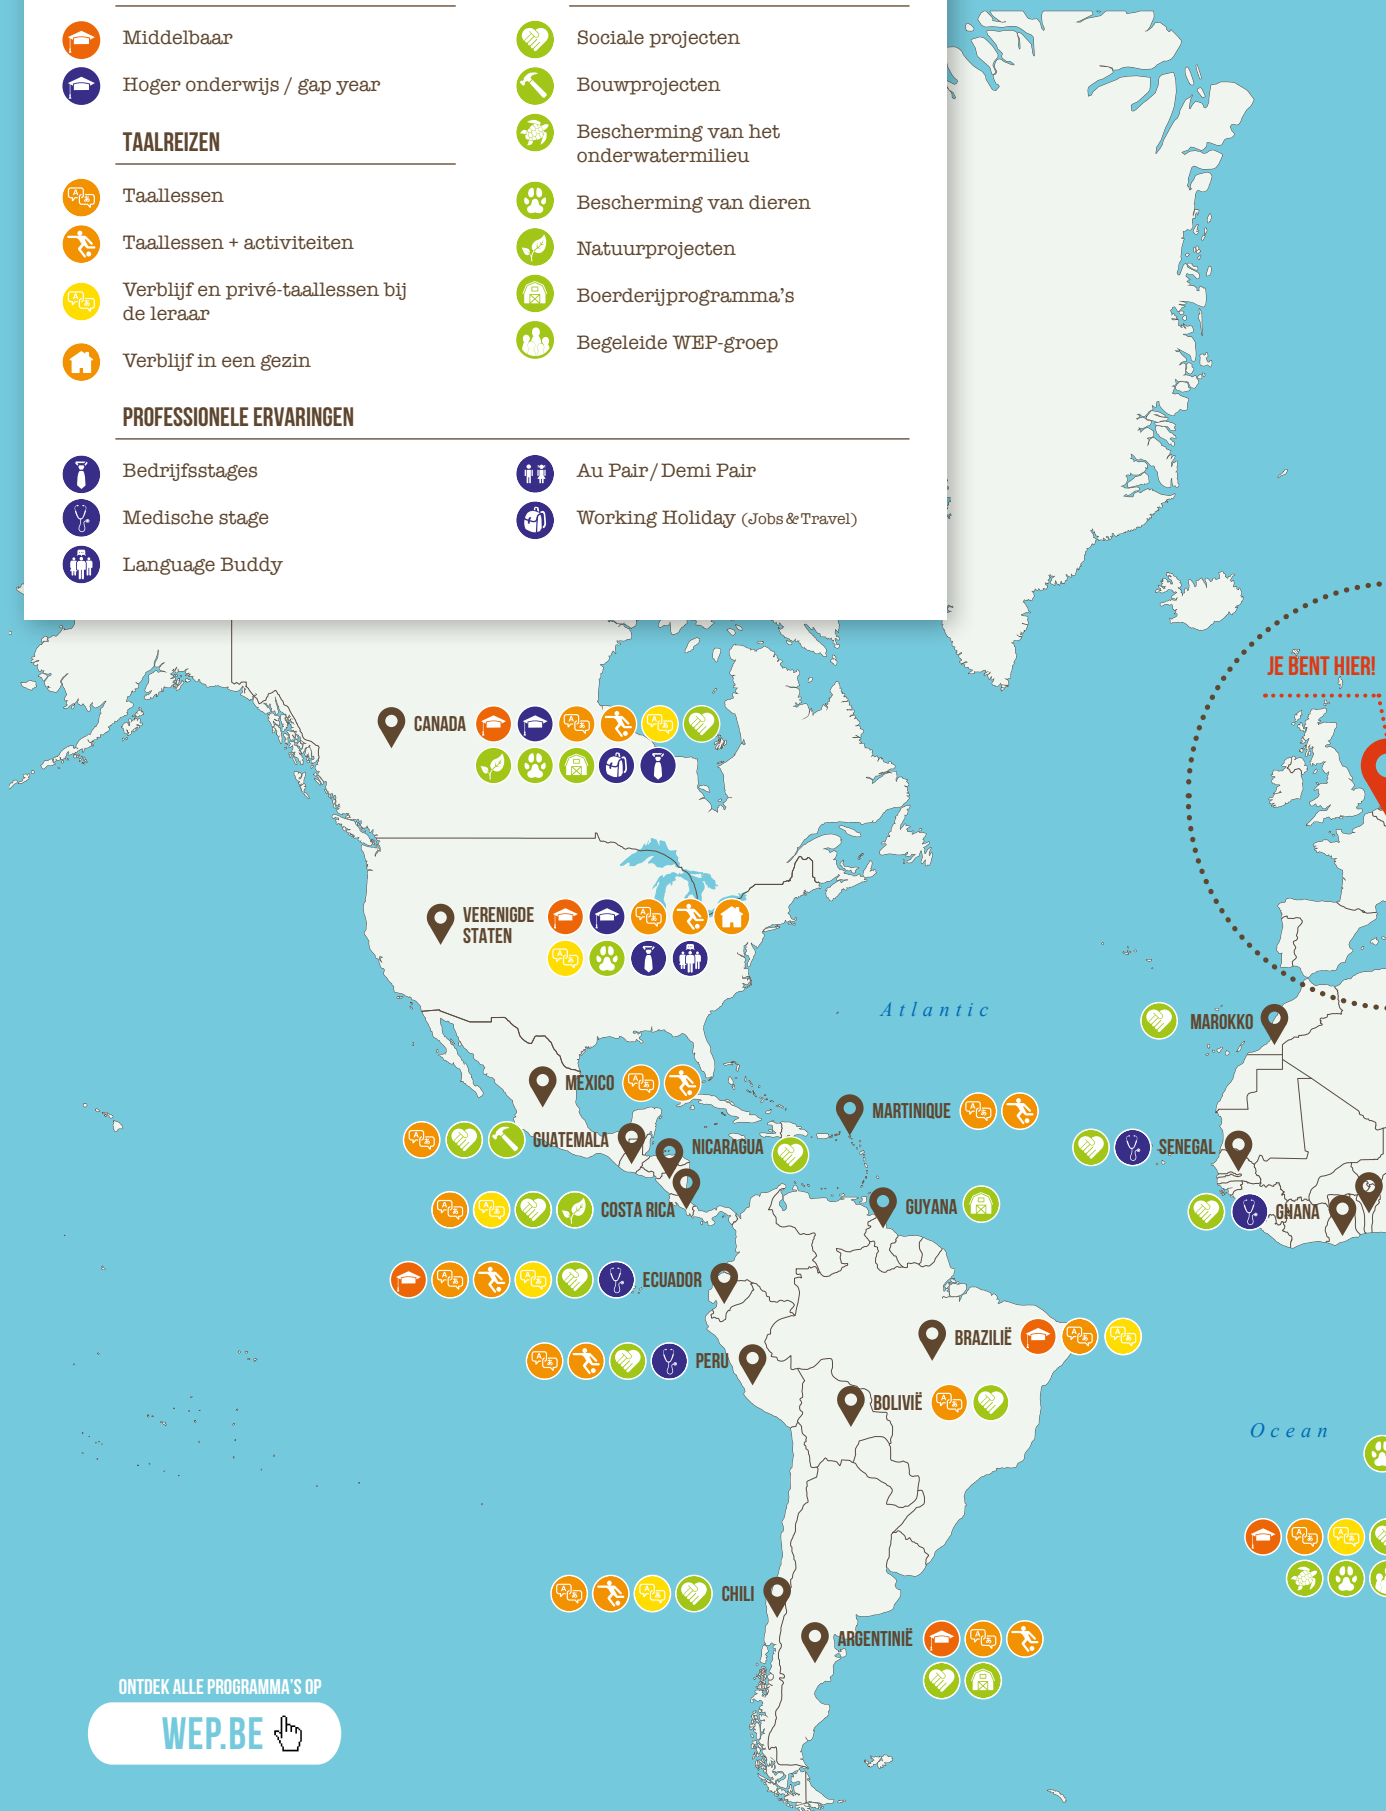 Middelbaar
Hoger onderwijs / gap year
TAALREIZEN
Taallessen
Taallessen + activiteiten
Verblijf en privé-taallessen bij
de leraar
Verblijf in een gezin
Sociale projecten
Bouwprojecten
Bescherming van het
onderwatermilieu
Bescherming van dieren
Natuurprojecten
Boerderijprogramma's
Begeleide WEP-groep
PROFESSIONELE ERVARINGEN
Bedrijfsstages
Medische stage
Language Buddy
Au Pair / Demi Pair
Working Holiday (Jobs & Travel)
JE BENT HIER!
CANADA
VERENIGDE
STATEN
Atlantic
MAROKKO
MEXICO
MARTINIQUE
GUATEMALA
NICARAGUA
SENEGAL
COSTA RICA
GUYANA
GHANA
ECUADOR
BRAZILIË
PERU
BOLIVIË
Ocean
CHILI
ARGENTINIË
ONTDEK ALLE PROGRAMMA'S OP
WEP.BE